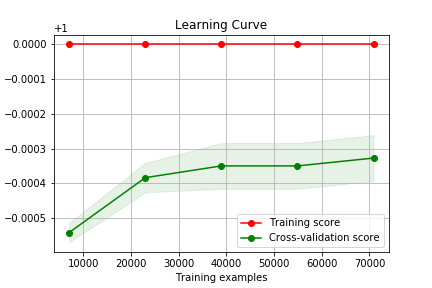 Learning Curve
+1
0.0000
−0.0001
−0.0002
−0.0003
−0.0004
−0.0005
Training score
Cross-validation score
10000 20000 30000 40000 50000 60000 70000
Training examples